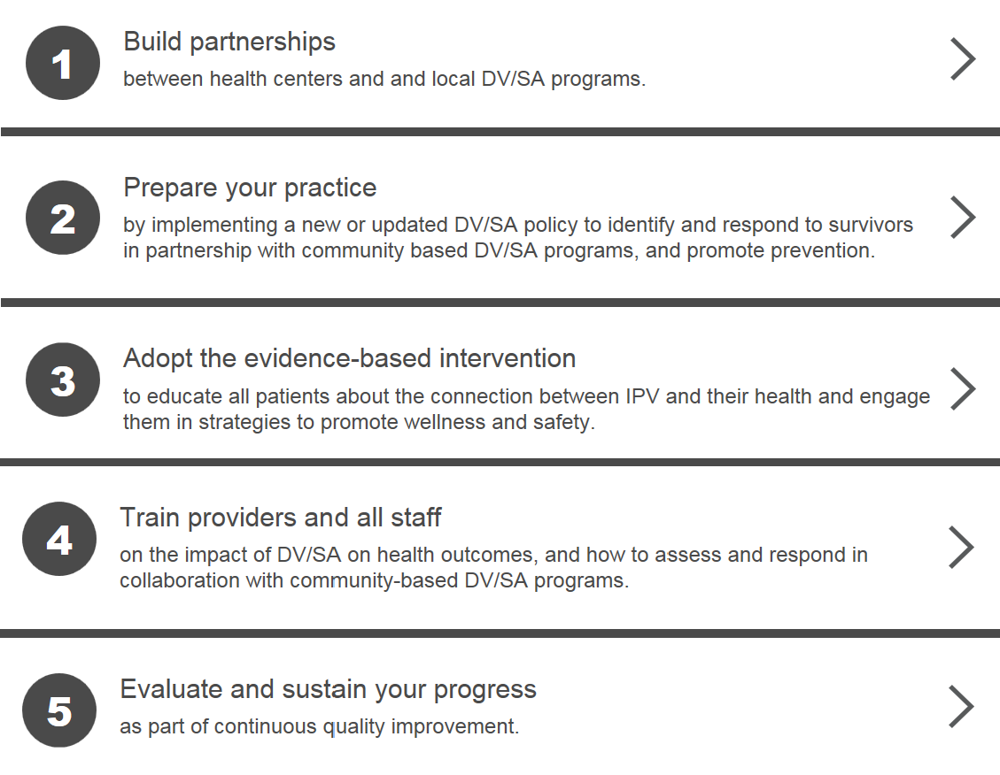 1
Build partnerships
between health centers and and local DV/SA programs.
2
Prepare your practice
by implementing a new or updated DV/SA policy to identify and respond to survivors
in partnership with community based DV/SA programs, and promote prevention.
3
Adopt the evidence-based intervention
to educate all patients about the connection between IPV and their health and engage
them in strategies to promote wellness and safety.
4
Train providers and all staff
on the impact of DV/SA on health outcomes, and how to assess and respond in
collaboration with community-based DV/SA programs.
5
Evaluate and sustain your progress
as part of continuous quality improvement.